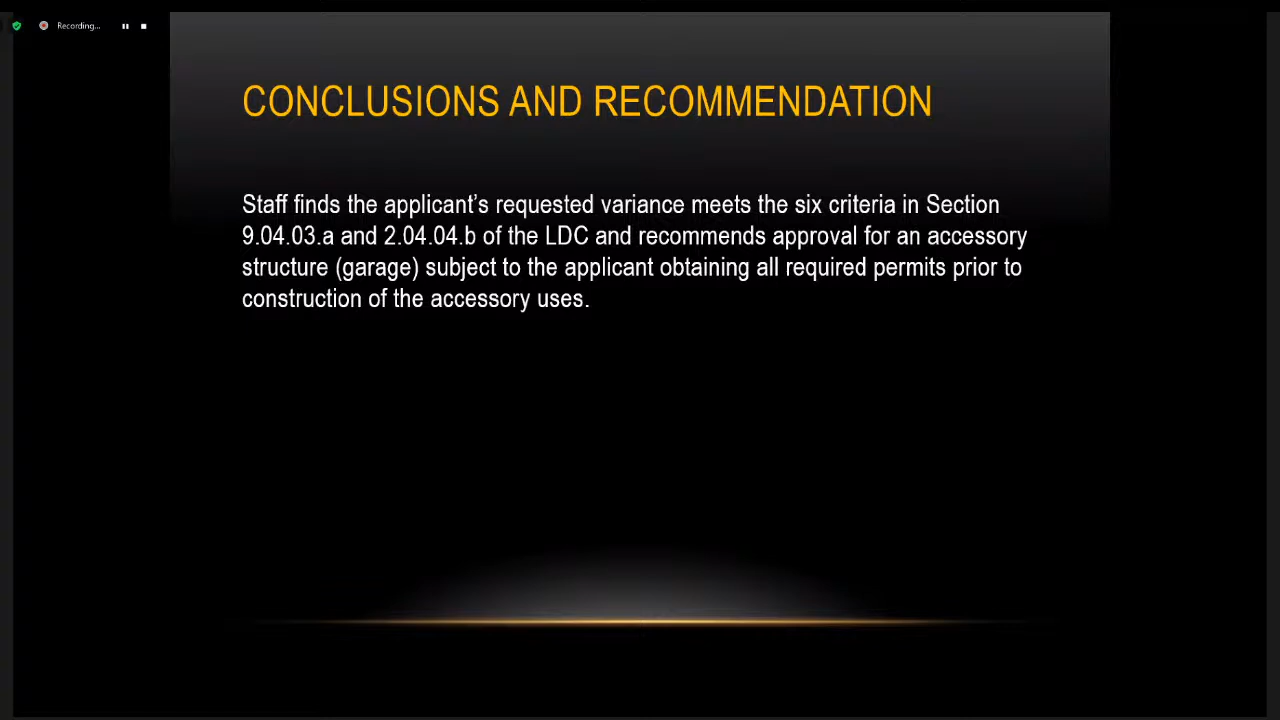 Recording...
CONCLUSIONS AND RECOMMENDATION
Staff finds the applicant's requested variance meets the six criteria in Section
9.04.03.a and 2.04.04.b of the LDC and recommends approval for an accessory
structure (garage) subject to the applicant obtaining all required permits prior to
construction of the accessory uses.